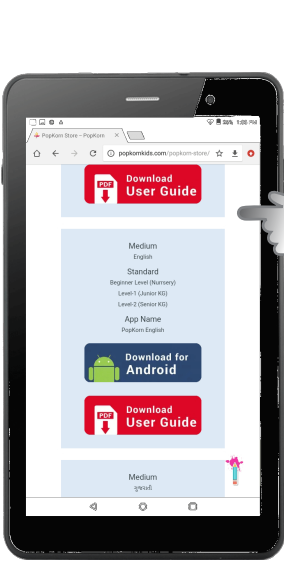 PopKorn Store – PopKorn
popkornkids.com/popkorn-store/
PDF
Download
User Guide
Medium
English
Standard
Beginner Level (Nursery)
Level-1 (Junior KG)
Level-2 (Senior KG)
App Name
PopKorn English
Download for
Android
PDF
Download
User Guide
Medium
ગુજરાતી